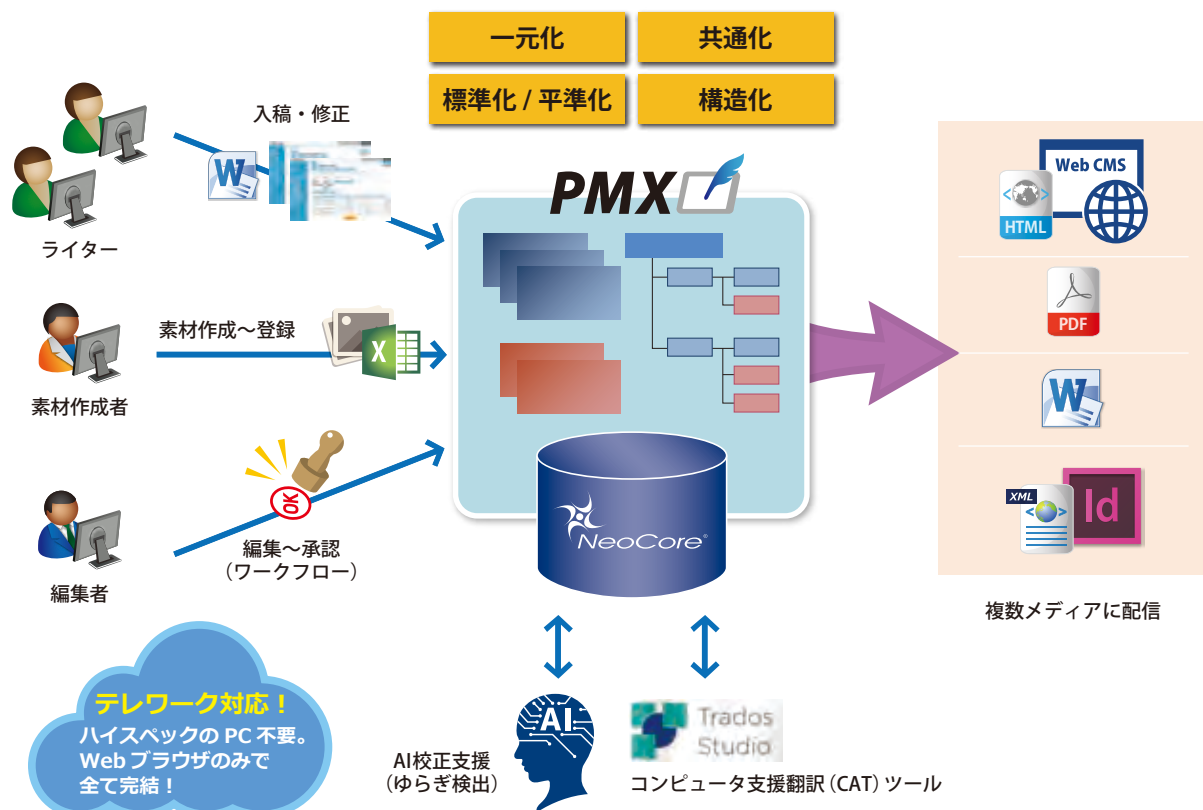 一元化
共通化
標準化 / 平準化
構造化
入稿・修正
W
ライター
PMX
Web CMS
HTML
PDF
素材作成〜登録
X
素材作成者
W
OK
編集〜承認
（ワークフロー）
編集者
NeoCore®
XML
Id
複数メディアに配信
テレワーク対応！
ハイスペックの PC 不要。
Web ブラウザのみで
全て完結！
AI
AI校正支援
（ゆらぎ検出）
Trados
Studio
コンピュータ支援翻訳（CAT）ツール